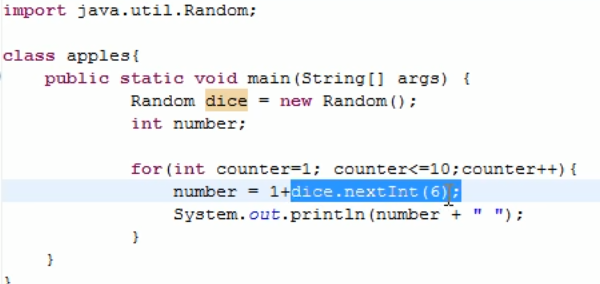 import java.util.Random;
class apples{
public static void main(String[] args) {
Random dice = new Random();
int number;
for(int counter=1; counter<=10;counter++){
number = 1+dice.nextInt(6);
System.out.println(number + " ");
}
}
}